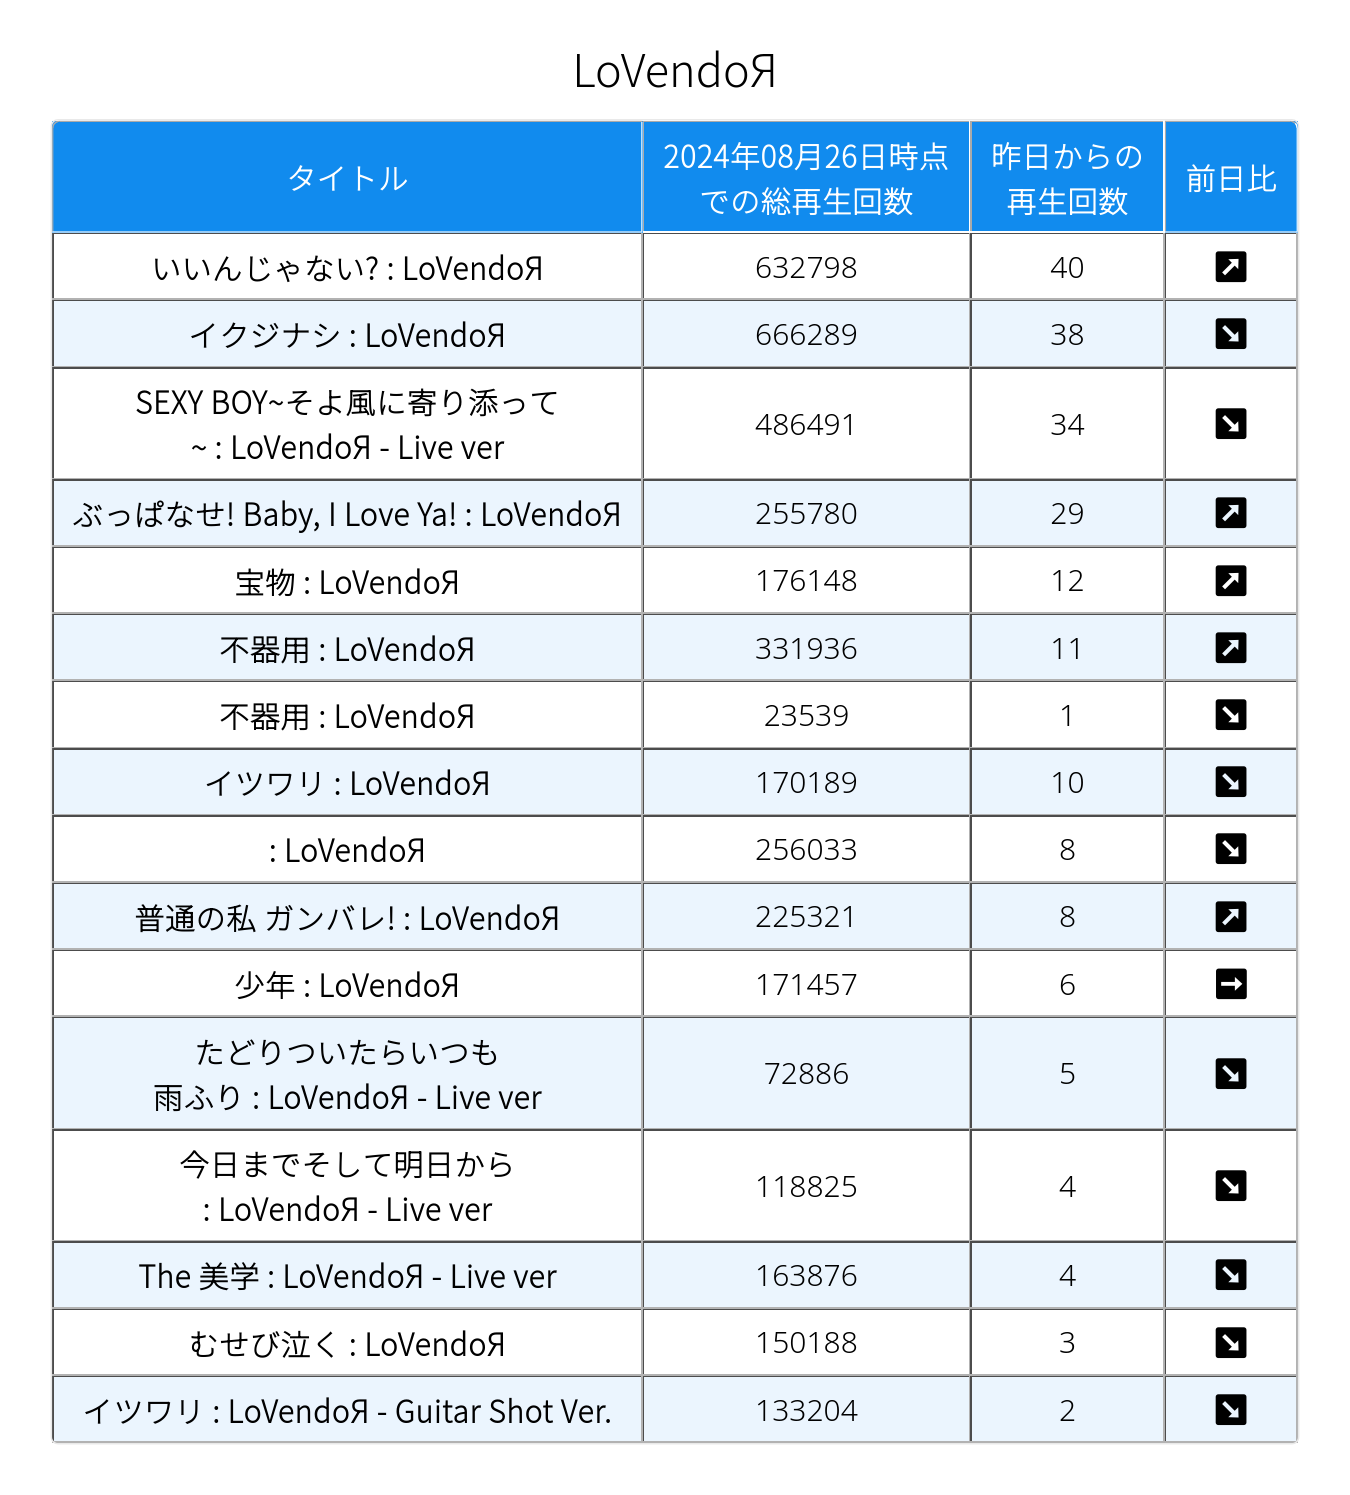 LoVendoЯ
タイトル
2024年08月26日時点
での総再生回数
昨日からの
再生回数
前日比
いいんじゃない? : LoVendoЯ
632798
40
イクジナシ : LoVendoЯ
666289
38
SEXY BOY~そよ風に寄り添って
~ : LoVendoЯ - Live ver
486491
34
ぶっぱなせ! Baby, I Love Ya! : LoVendoЯ
255780
29
宝物 : LoVendoЯ
176148
12
不器用 : LoVendoЯ
331936
11
不器用 : LoVendoЯ
23539
1
イツワリ : LoVendoЯ
170189
10
: LoVendoЯ
256033
8
普通の私 ガンバレ! : LoVendoЯ
225321
8
少年 : LoVendoЯ
171457
6
たどりついたらいつも
雨ふり : LoVendoЯ - Live ver
72886
5
今日までそして明日から
: LoVendoЯ - Live ver
118825
4
The 美学 : LoVendoЯ - Live ver
163876
4
むせび泣く : LoVendoЯ
150188
3
イツワリ : LoVendoЯ - Guitar Shot Ver.
133204
2